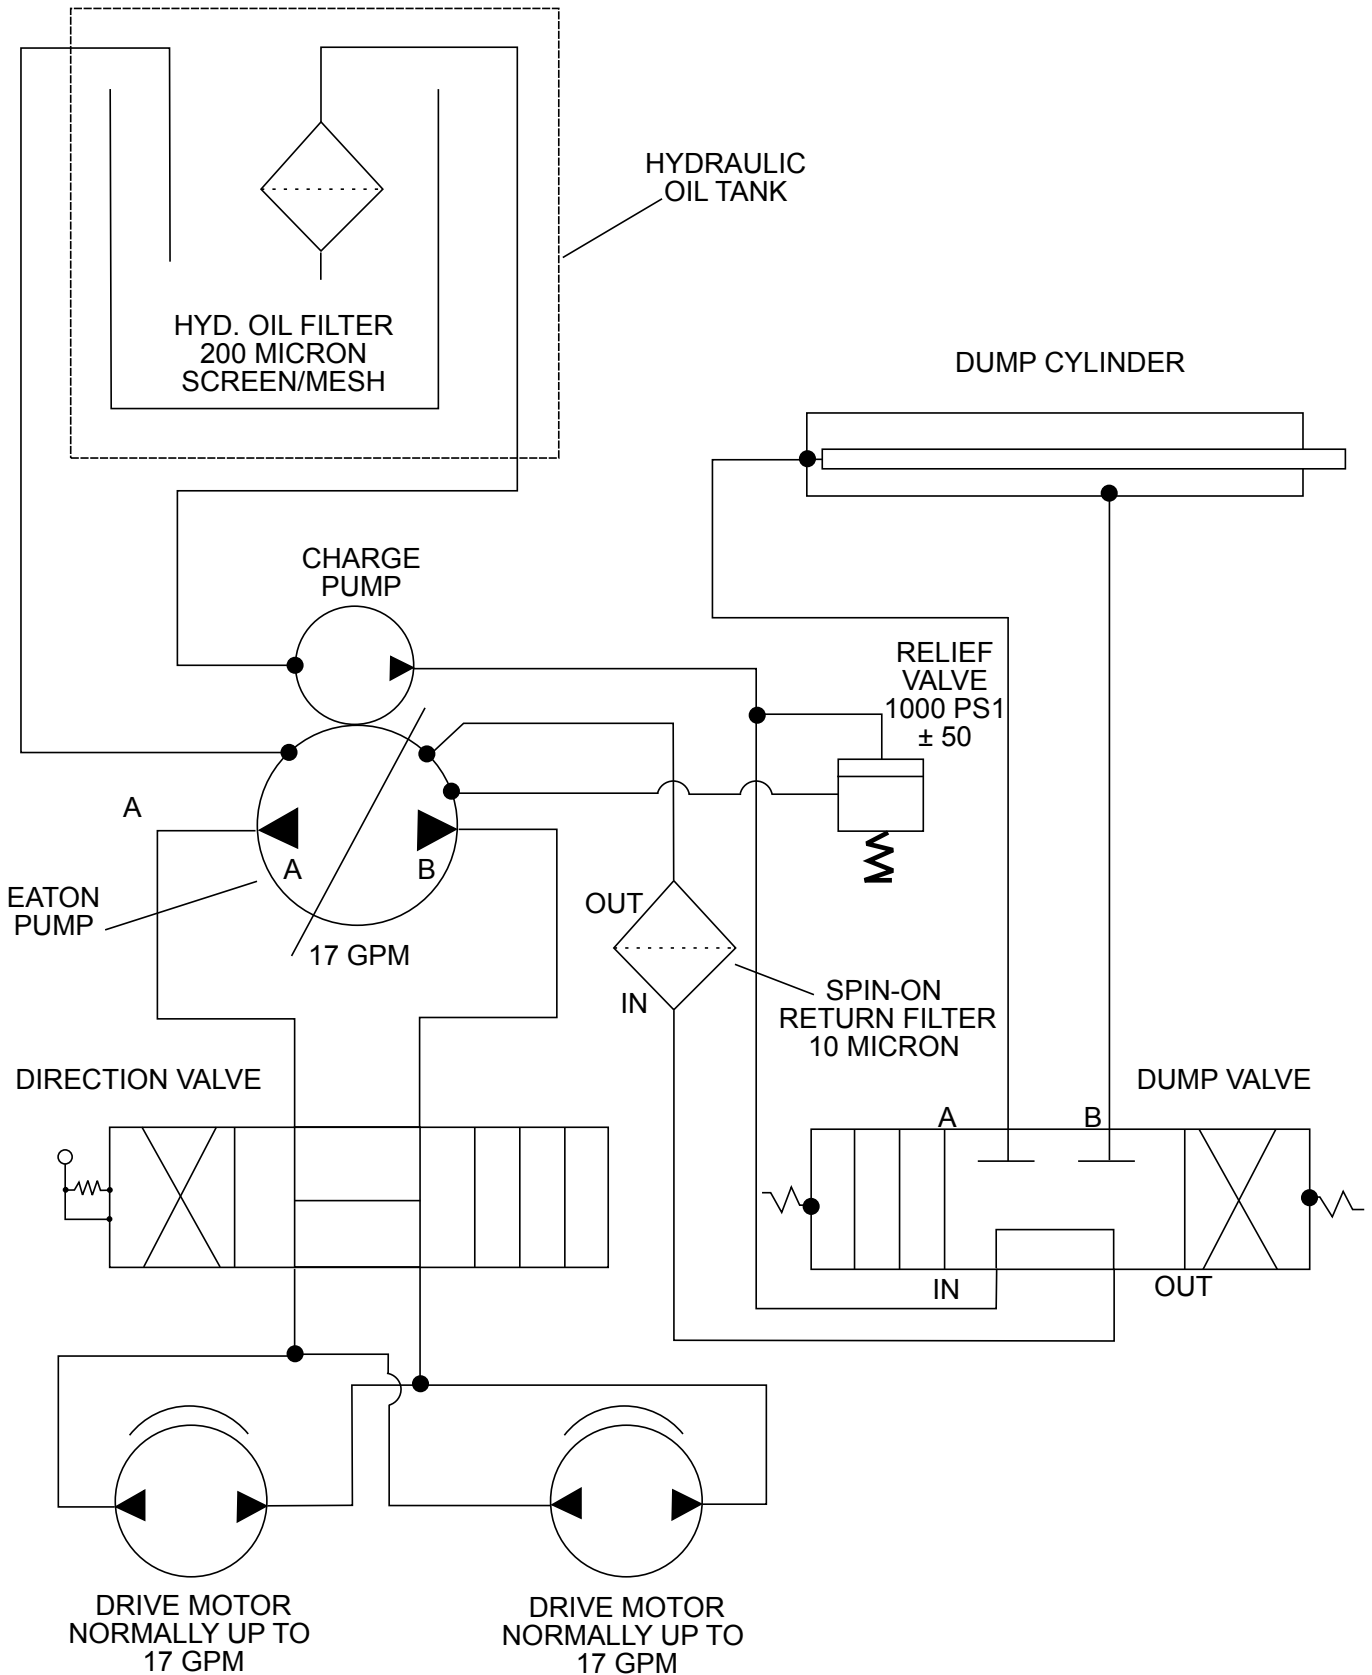 HYDRAULIC
OIL TANK
HYD. OIL FILTER
200 MICRON
SCREEN/MESH
DUMP CYLINDER
CHARGE
PUMP
RELIEF
VALVE
1000 PS1
± 50
A
A
B
EATON
PUMP
17 GPM
OUT
IN
SPIN-ON
RETURN FILTER
10 MICRON
DIRECTION VALVE
DUMP VALVE
A
B
IN
OUT
DRIVE MOTOR
NORMALLY UP TO
17 GPM
DRIVE MOTOR
NORMALLY UP TO
17 GPM